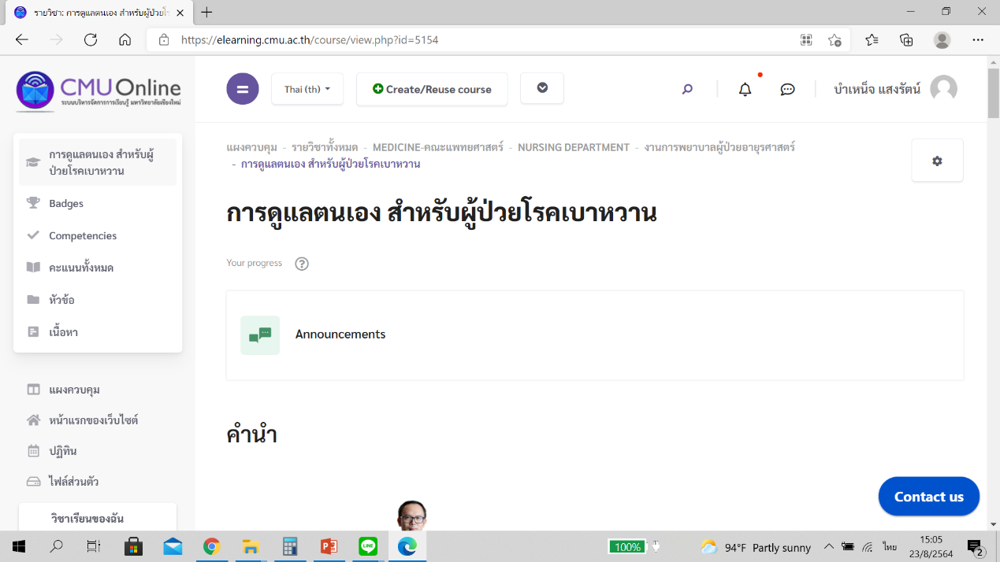 รายวิชา: การดูแลตนเอง สำหรับผู้ป่วยโร
https://elearning.cmu.ac.th/course/view.php?id=5154
CMU Online
ระบบบริหารจัดการการเรียนรู้ มหาวิทยาลัยเชียงใหม่
Thai (th)
Create/Reuse course
บำเหน็จ แสงรัตน์
การดูแลตนเอง สำหรับผู้
ป่วยโรคเบาหวาน
Badges
Competencies
คะแนนทั้งหมด
หัวข้อ
เนื้อหา
แผงควบคุม
หน้าแรกของเว็บไซต์
ปฏิทิน
ไฟล์ส่วนตัว
วิชาเรียนของฉัน
แผงควบคุม - รายวิชาทั้งหมด - MEDICINE-คณะแพทยศาสตร์ - NURSING DEPARTMENT - งานการพยาบาลผู้ป่วยอายุรศาสตร์
- การดูแลตนเอง สำหรับผู้ป่วยโรคเบาหวาน
การดูแลตนเอง สำหรับผู้ป่วยโรคเบาหวาน
Your progress
Announcements
คำนำ
Contact us
100%
94°F Partly sunny
ไทย
15:05
23/8/2564
2
LINE